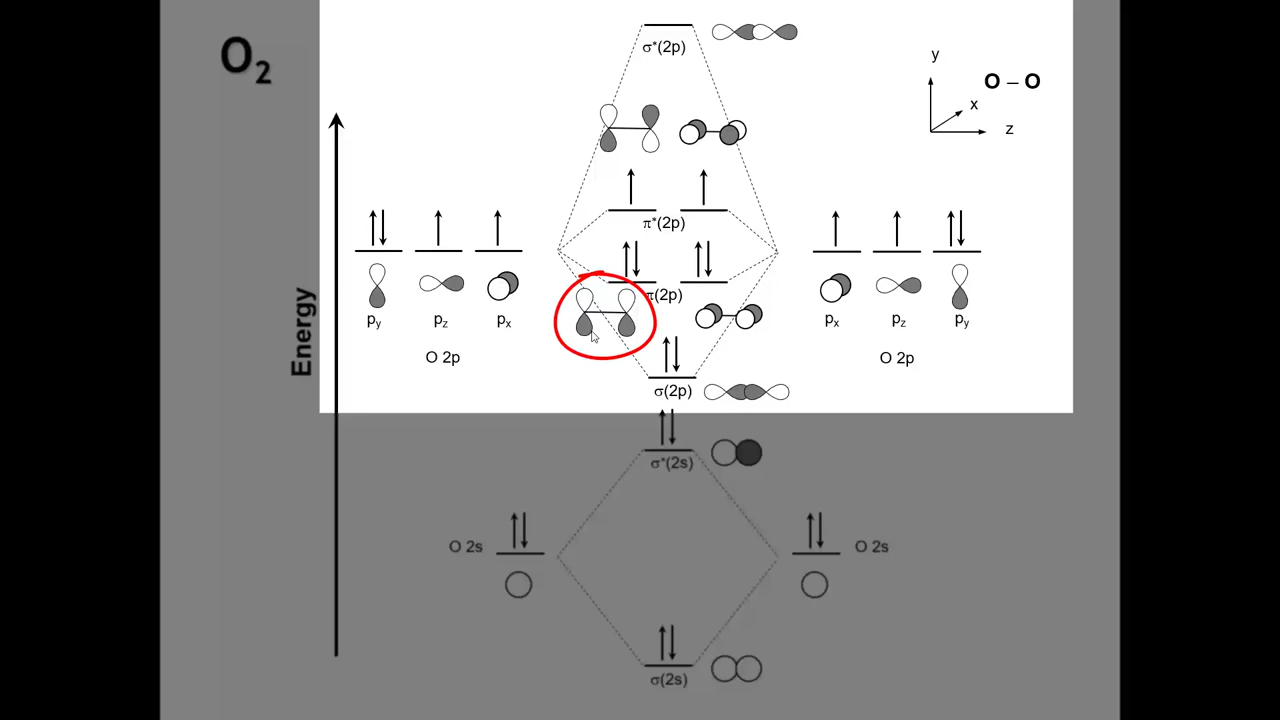 O₂
σ*(2p)
y
O – O
x
z
π*(2p)
π(2p)
py
pz
px
px
pz
py
O 2p
O 2p
Energy
σ(2p)
σ*(2s)
O 2s
O 2s
σ(2s)